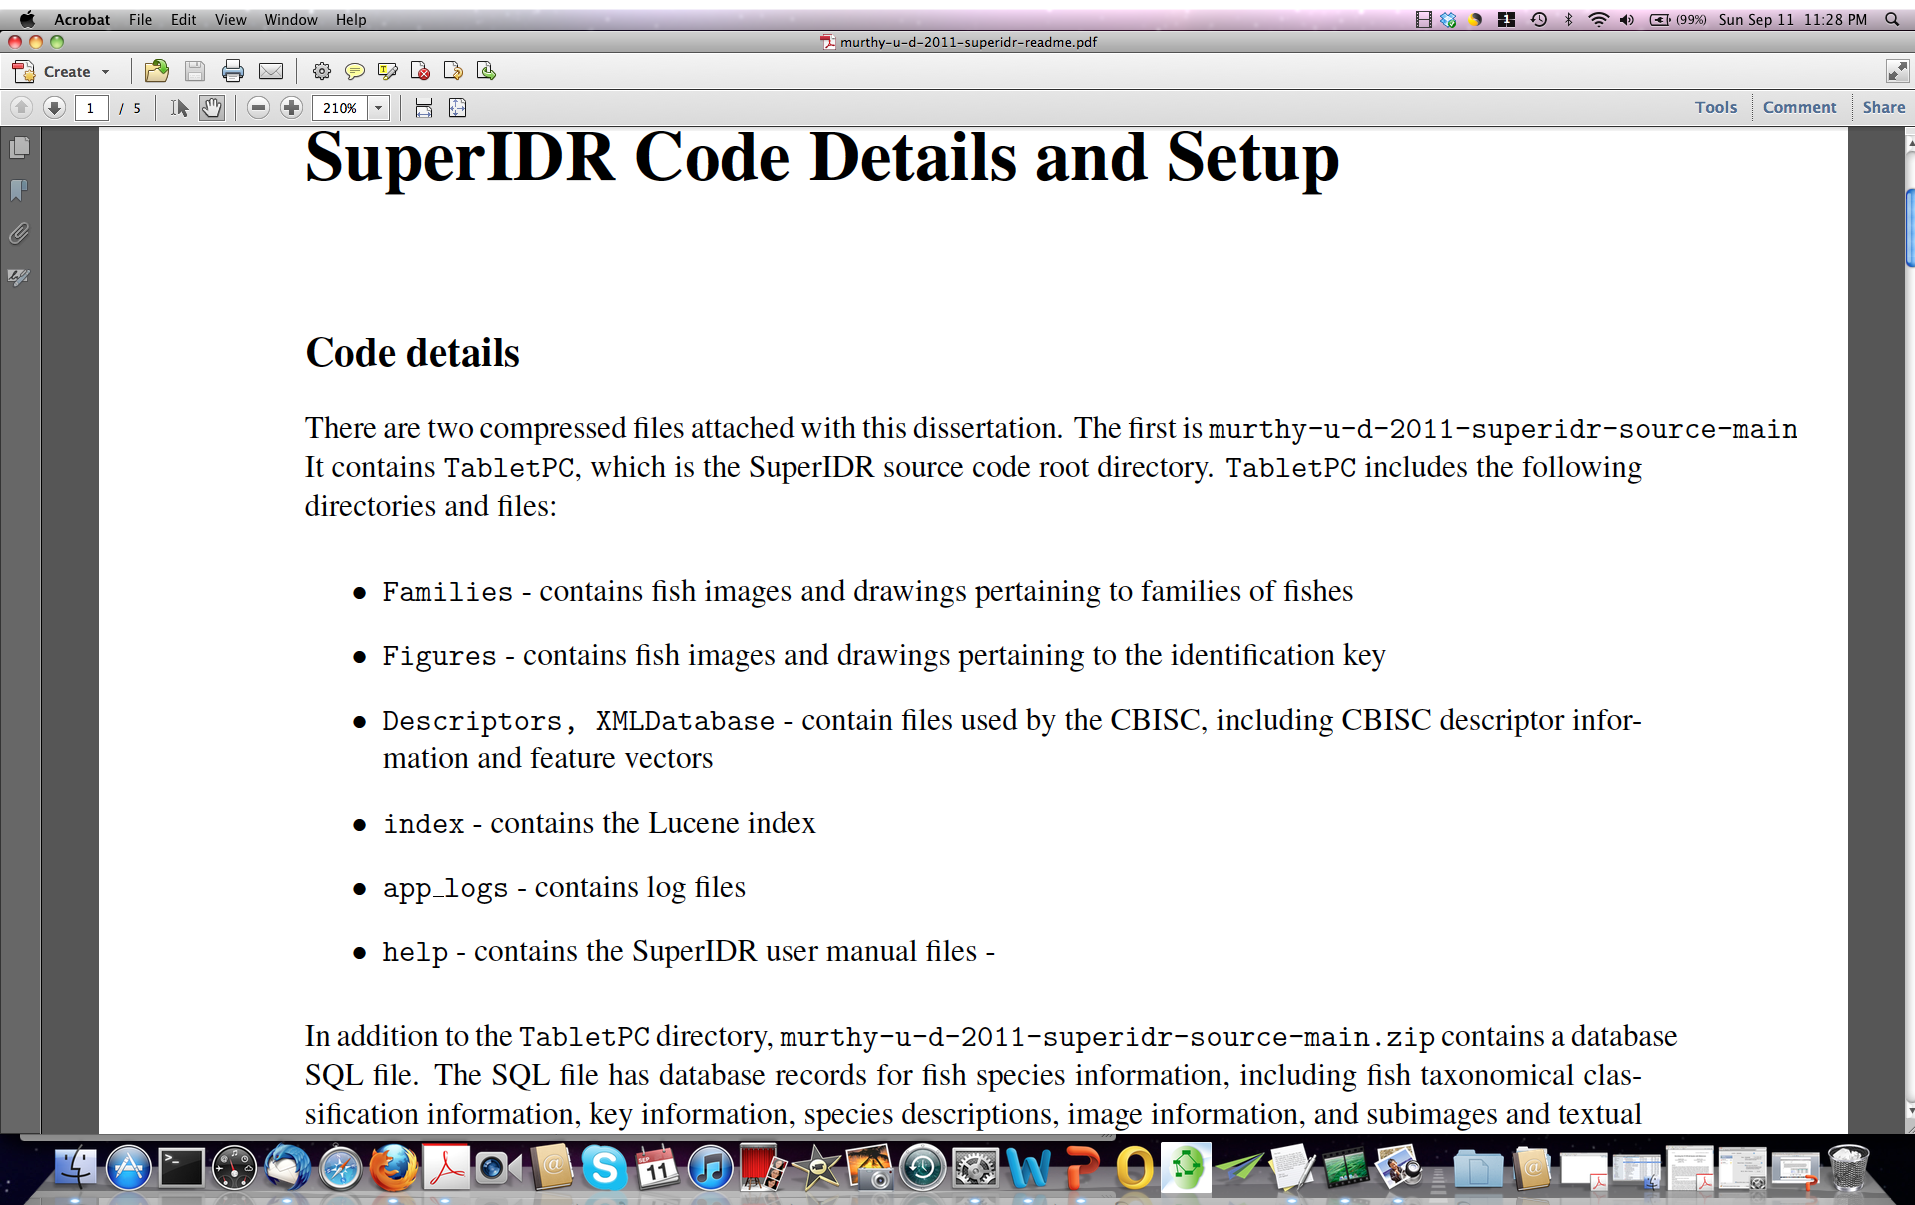 Acrobat File Edit View Window Help 1 (99%) Sun Sep 11 11:28 PM
murthy-u-d-2011-superidr-readme.pdf
Create
1 / 5 210% Tools Comment Share
SuperIDR Code Details and Setup
Code details
There are two compressed files attached with this dissertation. The first is murthy-u-d-2011-superidr-source-main
It contains TabletPC, which is the SuperIDR source code root directory. TabletPC includes the following
directories and files:
• Families - contains fish images and drawings pertaining to families of fishes
• Figures - contains fish images and drawings pertaining to the identification key
• Descriptors, XMLDatabase - contain files used by the CBISC, including CBISC descriptor infor-
mation and feature vectors
• index - contains the Lucene index
• app_logs - contains log files
• help - contains the SuperIDR user manual files -
In addition to the TabletPC directory, murthy-u-d-2011-superidr-source-main.zip contains a database
SQL file. The SQL file has database records for fish species information, including fish taxonomical clas-
sification information, key information, species descriptions, image information, and subimages and textual
SEP
11